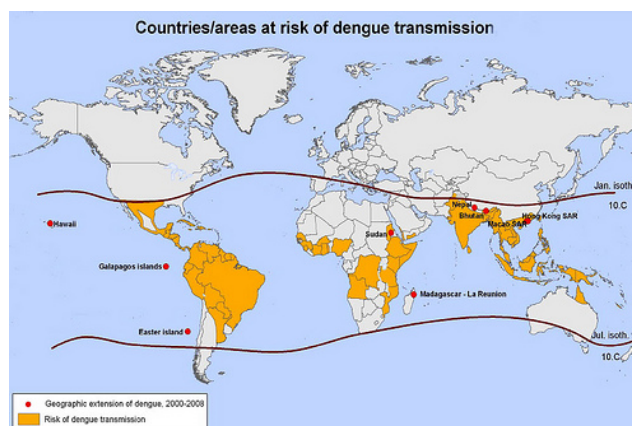 Countries/areas at risk of dengue transmission
Jan. isoth.
10.C
Nepal
Bhutan
Hong Kong SAR
Macao SAR
Hawaii
Sudan
Galapagos islands
Madagascar - La Reunion
Easter island
Jul. isoth.
10.C.
Geographic extension of dengue, 2000-2008
Risk of dengue transmission